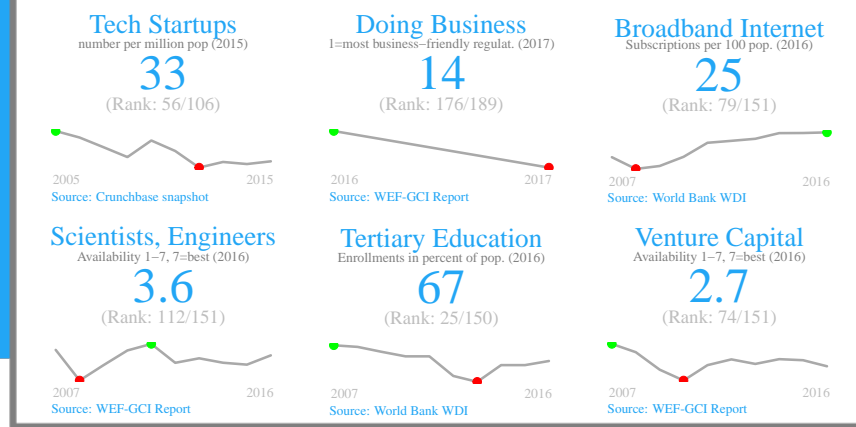 Tech Startups
number per million pop (2015)
33
(Rank: 56/106)
2005 2015
Source: Crunchbase snapshot
Doing Business
1=most business−friendly regulat. (2017)
14
(Rank: 176/189)
2016 2017
Source: WEF-GCI Report
Broadband Internet
Subscriptions per 100 pop. (2016)
25
(Rank: 79/151)
2007 2016
Source: World Bank WDI
Scientists, Engineers
Availability 1−7, 7=best (2016)
3.6
(Rank: 112/151)
2007 2016
Source: WEF-GCI Report
Tertiary Education
Enrollments in percent of pop. (2016)
67
(Rank: 25/150)
2007 2016
Source: World Bank WDI
Venture Capital
Availability 1−7, 7=best (2016)
2.7
(Rank: 74/151)
2007 2016
Source: WEF-GCI Report